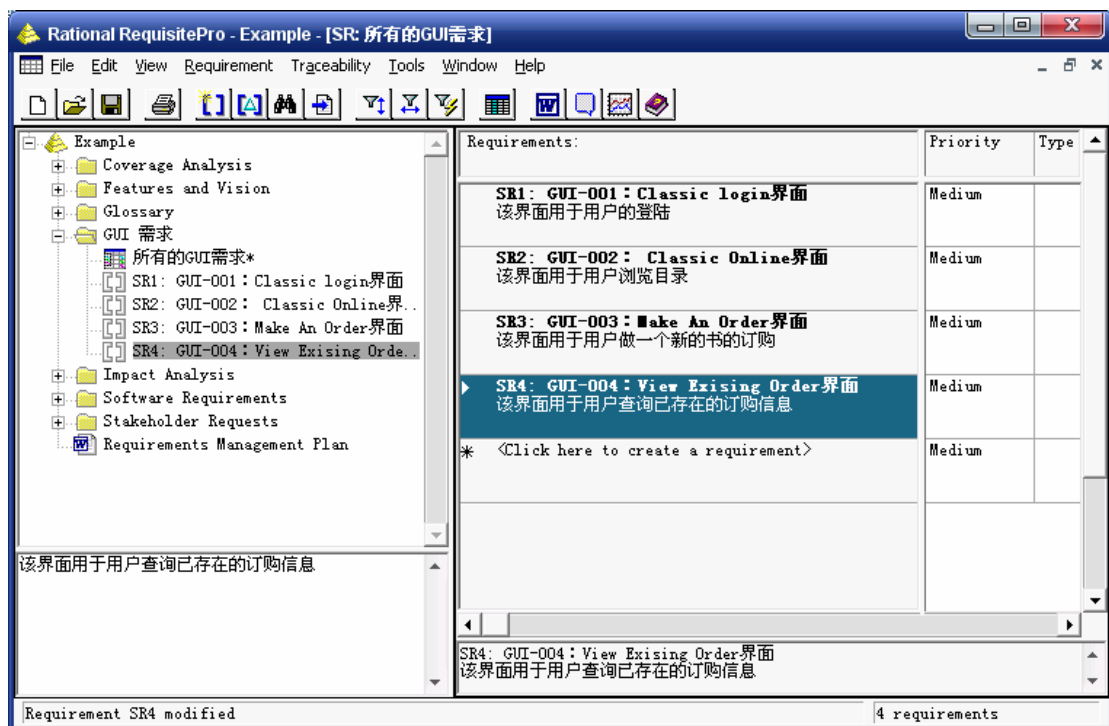 Rational RequisitePro - Example - [SR: 所有的GUI需求]
File Edit View Requirement Traceability Tools Window Help
Example
Coverage Analysis
Features and Vision
Glossary
GUI 需求
所有的GUI需求*
SR1: GUI-001：Classic login界面
SR2: GUI-002： Classic Online界..
SR3: GUI-003：Make An Order界面
SR4: GUI-004：View Exising Orde..
Impact Analysis
Software Requirements
Stakeholder Requests
Requirements Management Plan
该界面用于用户查询已存在的订购信息
Requirements: Priority Type
SR1: GUI-001：Classic login界面 Medium
该界面用于用户的登陆
SR2: GUI-002： Classic Online界面 Medium
该界面用于用户浏览目录
SR3: GUI-003：Make An Order界面 Medium
该界面用于用户做一个新的书的订购
SR4: GUI-004：View Exising Order界面 Medium
该界面用于用户查询已存在的订购信息
* <Click here to create a requirement> Medium
SR4: GUI-004：View Exising Order界面
该界面用于用户查询已存在的订购信息
Requirement SR4 modified 4 requirements